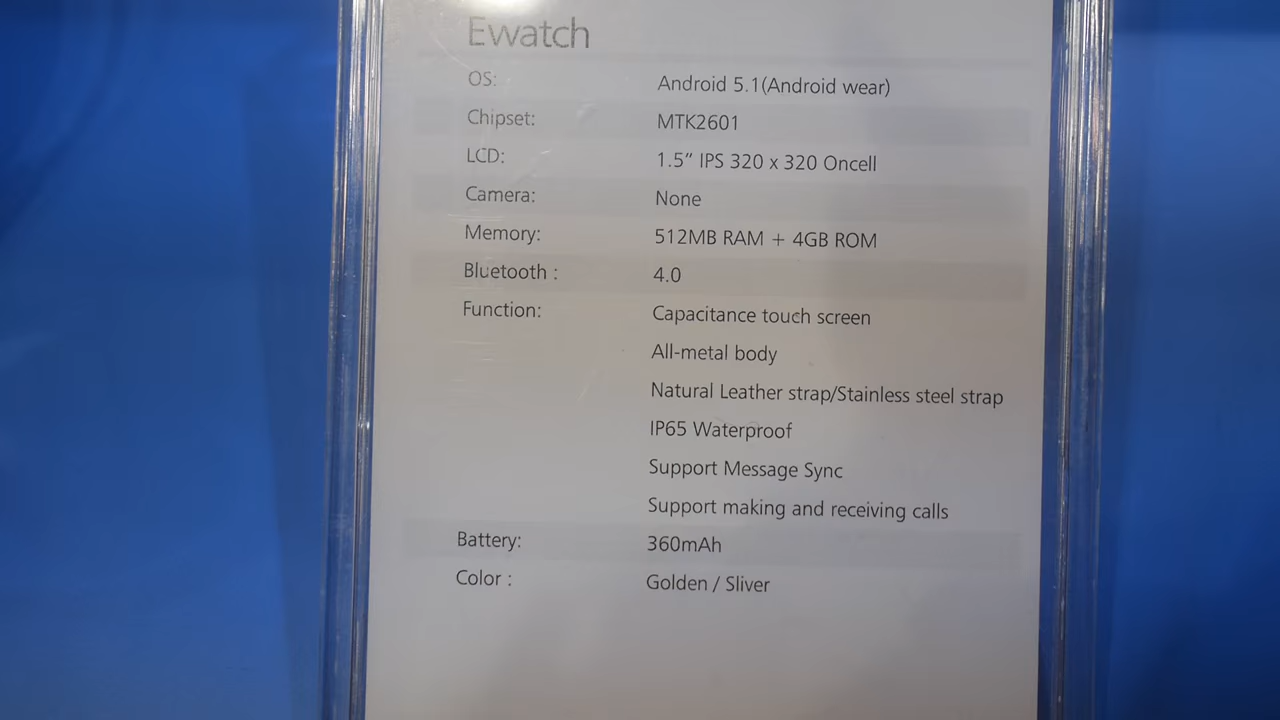 Ewatch
OS: Android 5.1(Android wear)
Chipset: MTK2601
LCD: 1.5” IPS 320 x 320 Oncell
Camera: None
Memory: 512MB RAM + 4GB ROM
Bluetooth : 4.0
Function: Capacitance touch screen
All-metal body
Natural Leather strap/Stainless steel strap
IP65 Waterproof
Support Message Sync
Support making and receiving calls
Battery: 360mAh
Color : Golden / Sliver